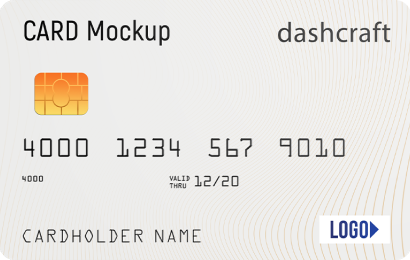 CARD Mockup dashcraft
4000 1234 567 9010
4000 VALID THRU 12/20
CARDHOLDER NAME LOGO